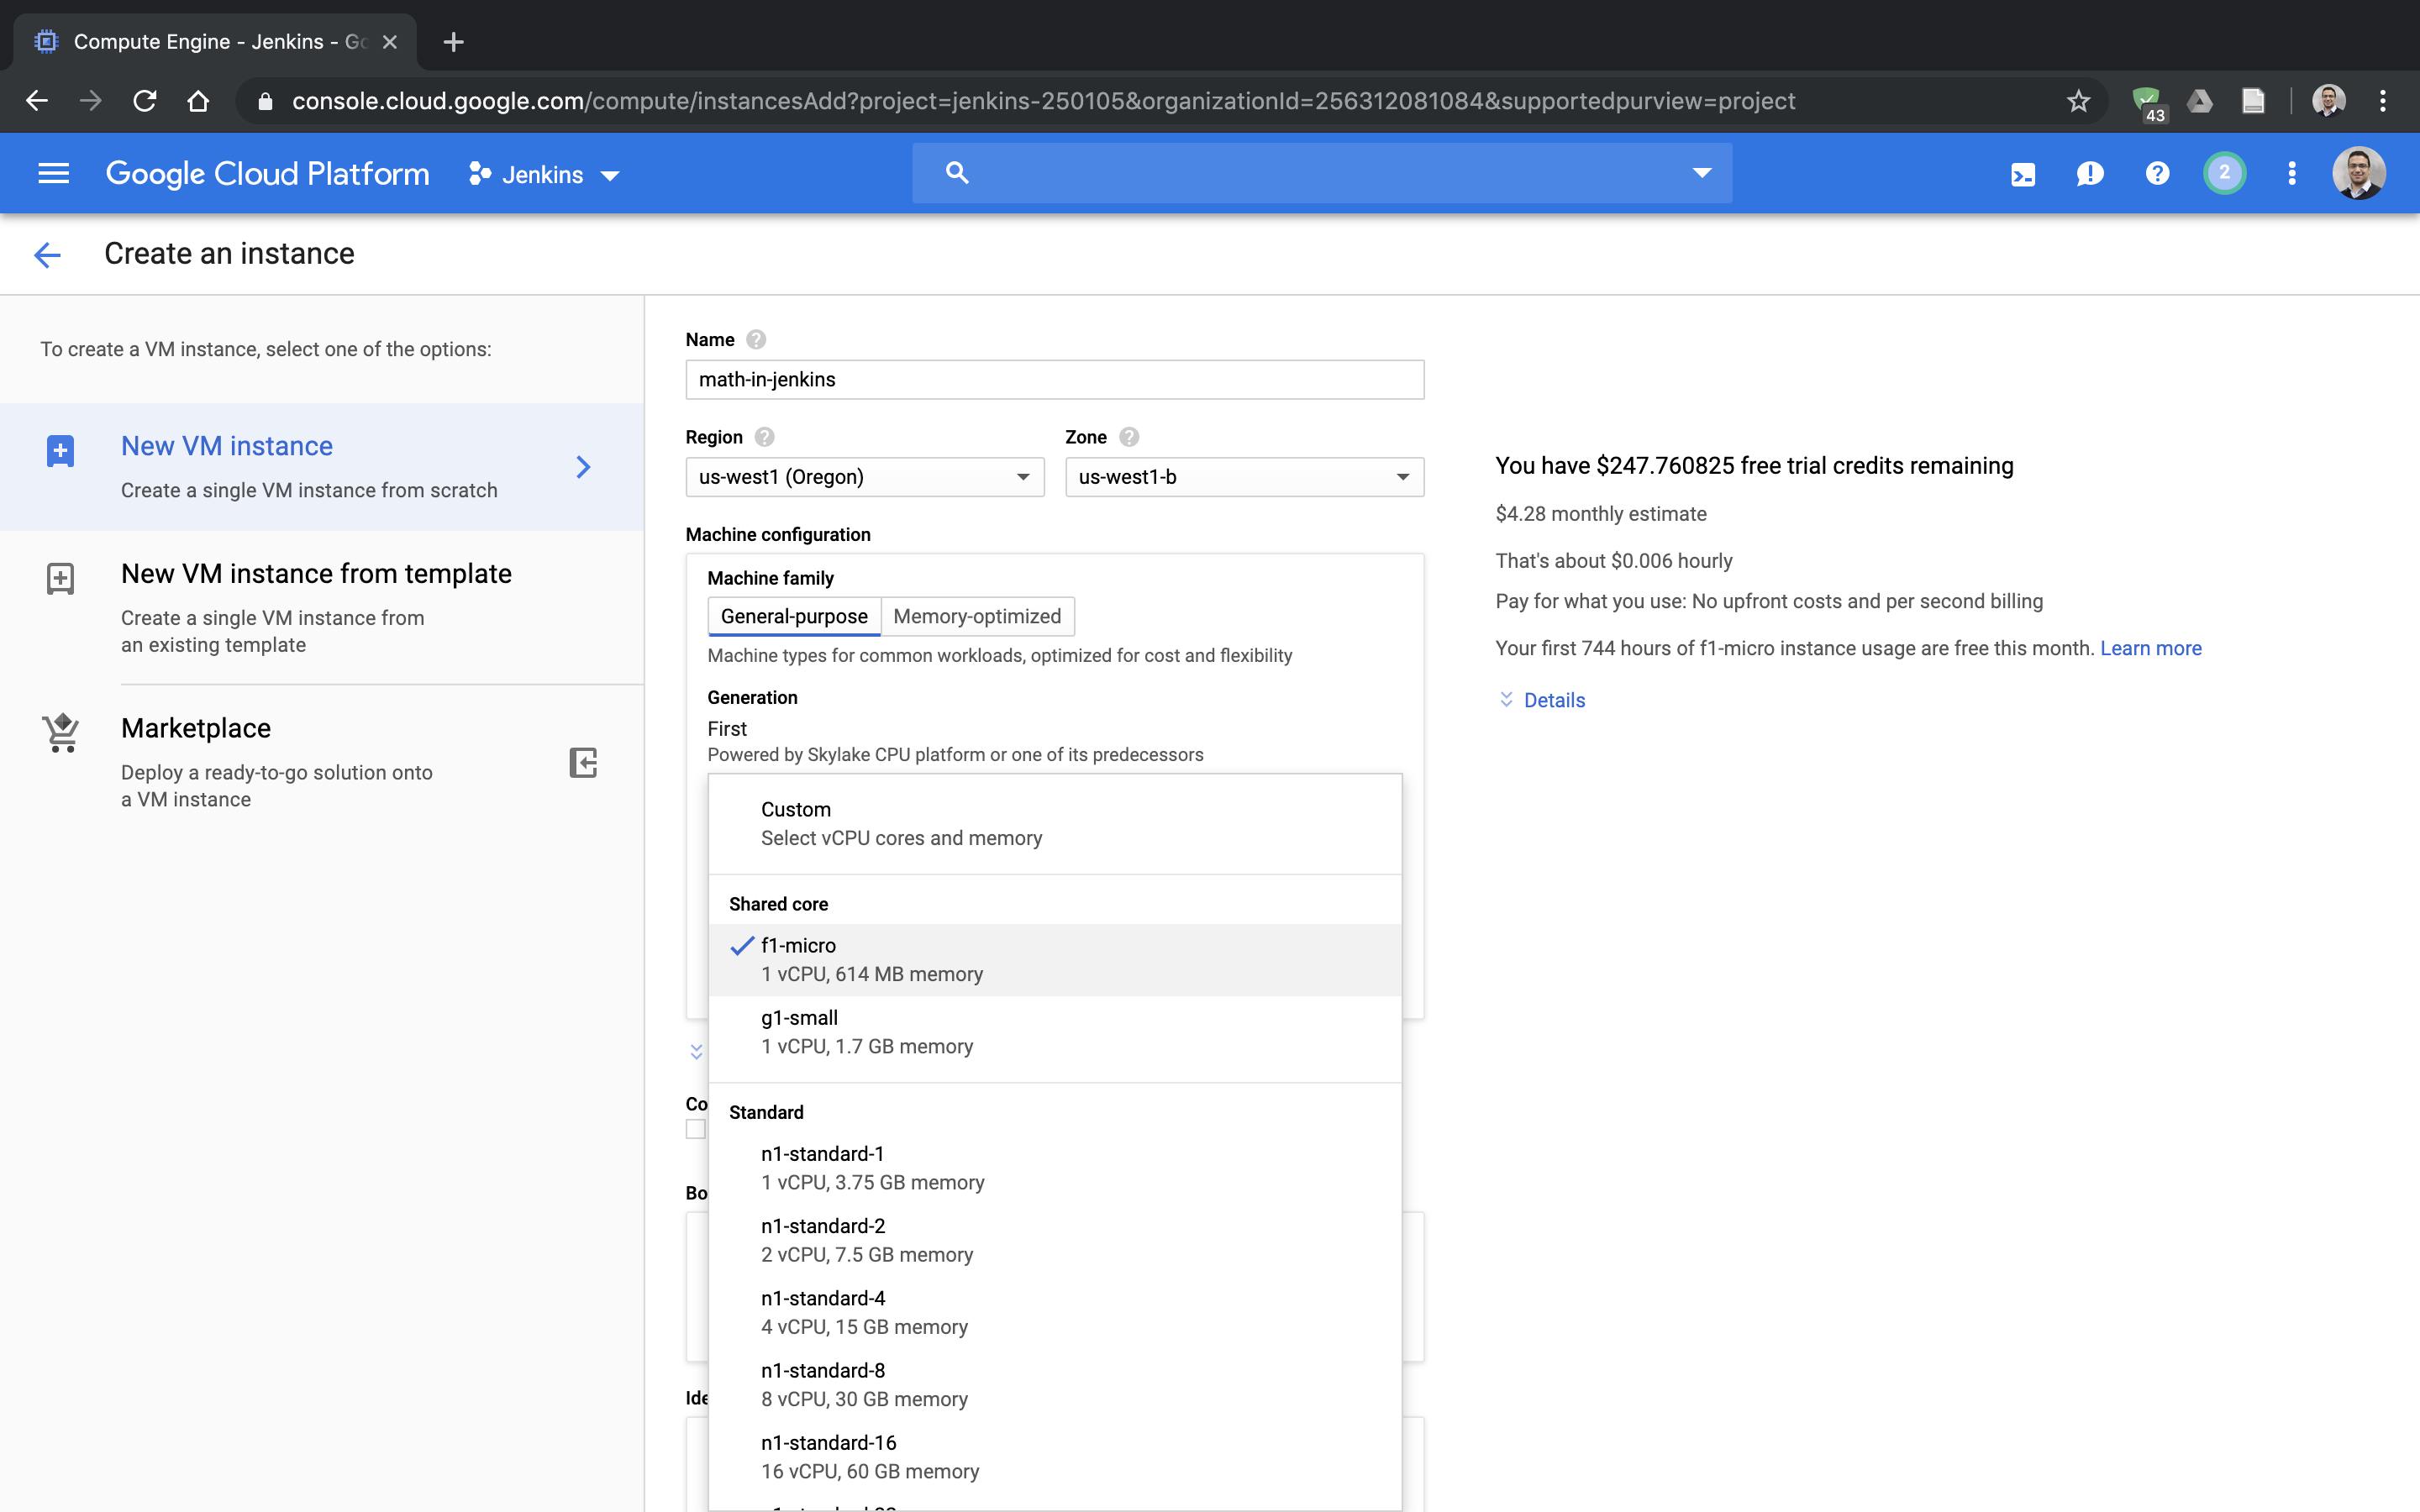 Compute Engine - Jenkins - Go
console.cloud.google.com/compute/instancesAdd?project=jenkins-250105&organizationId=256312081084&supportedpurview=project
43
Google Cloud Platform
Jenkins
2
Create an instance
To create a VM instance, select one of the options:
New VM instance
Create a single VM instance from scratch
New VM instance from template
Create a single VM instance from
an existing template
Marketplace
Deploy a ready-to-go solution onto
a VM instance
Name
math-in-jenkins
Region
Zone
us-west1 (Oregon)
us-west1-b
Machine configuration
Machine family
General-purpose
Memory-optimized
Machine types for common workloads, optimized for cost and flexibility
Generation
First
Powered by Skylake CPU platform or one of its predecessors
Custom
Select vCPU cores and memory
Shared core
f1-micro
1 vCPU, 614 MB memory
g1-small
1 vCPU, 1.7 GB memory
Co
Standard
n1-standard-1
1 vCPU, 3.75 GB memory
Bo
n1-standard-2
2 vCPU, 7.5 GB memory
n1-standard-4
4 vCPU, 15 GB memory
n1-standard-8
8 vCPU, 30 GB memory
Ide
n1-standard-16
16 vCPU, 60 GB memory
You have $247.760825 free trial credits remaining
$4.28 monthly estimate
That's about $0.006 hourly
Pay for what you use: No upfront costs and per second billing
Your first 744 hours of f1-micro instance usage are free this month. Learn more
Details